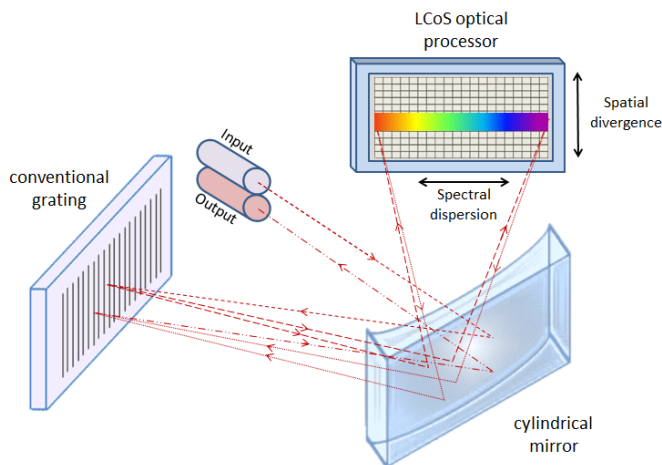 LCoS optical
processor
Spatial
divergence
Input
Output
conventional
grating
Spectral
dispersion
cylindrical
mirror